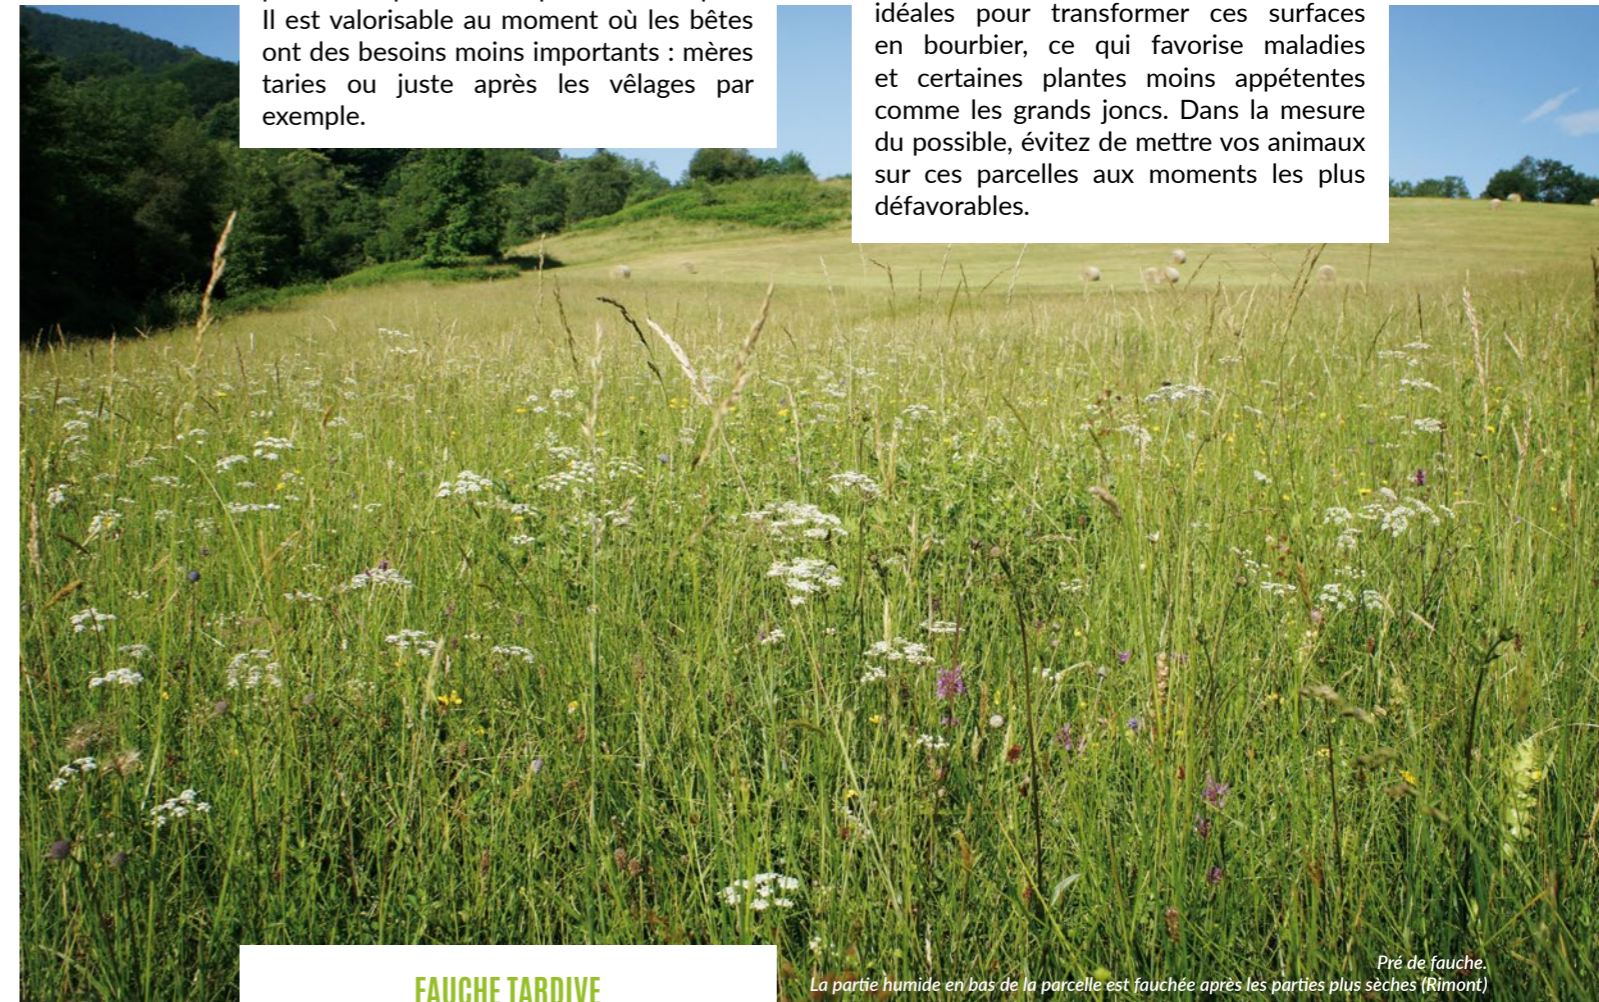 Il est valorisable au moment où les bêtes
ont des besoins moins importants : mères
taries ou juste après les vêlages par
exemple.
idéales pour transformer ces surfaces
en bourbier, ce qui favorise maladies
et certaines plantes moins appétentes
comme les grands joncs. Dans la mesure
du possible, évitez de mettre vos animaux
sur ces parcelles aux moments les plus
défavorables.
FAUCHE TARDIVE
Pré de fauche.
La partie humide en bas de la parcelle est fauchée après les parties plus sèches (Rimont)